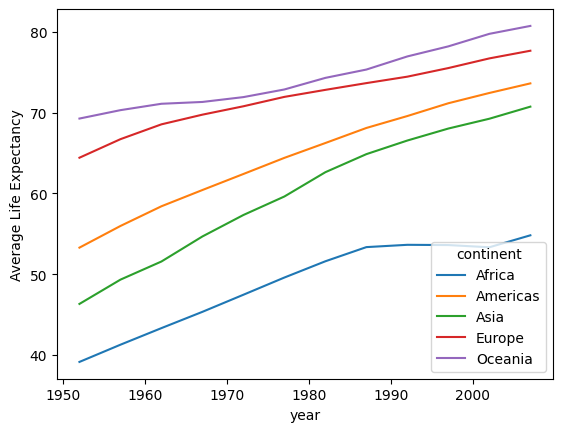 80
70
60
50
40
Average Life Expectancy
1950
1960
1970
1980
1990
2000
year
continent
Africa
Americas
Asia
Europe
Oceania